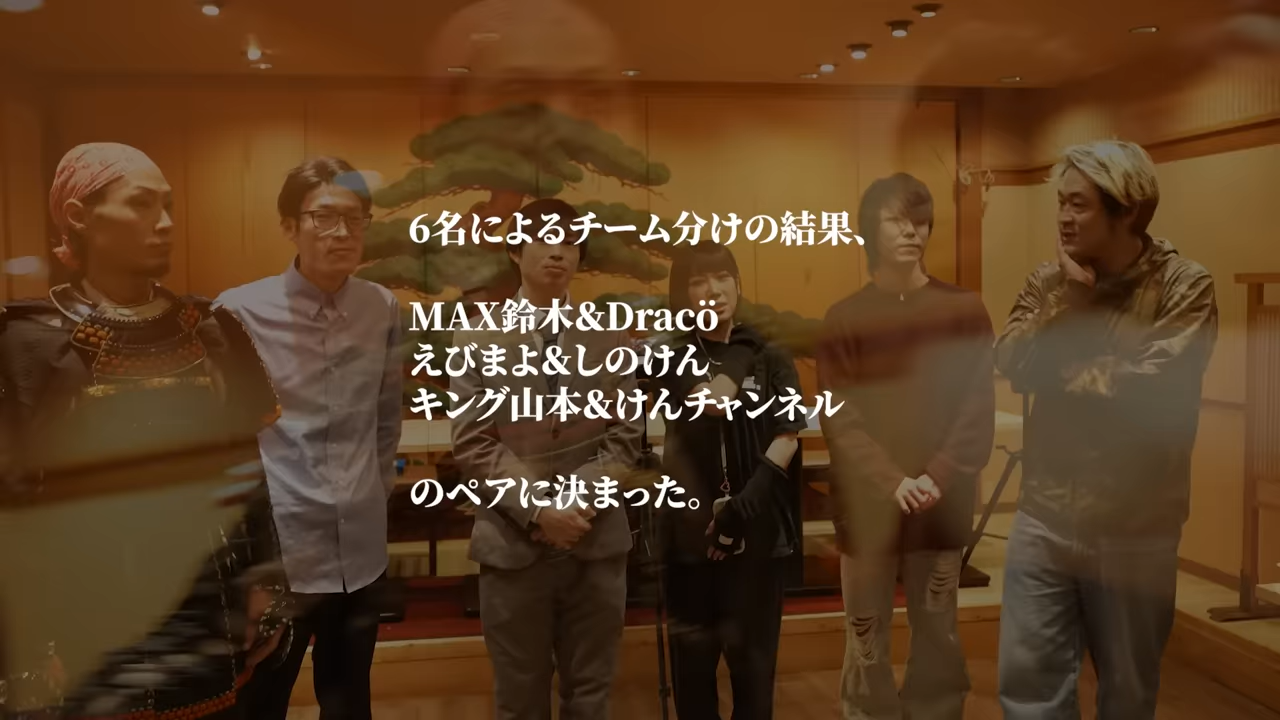 6名によるチーム分けの結果、
MAX鈴木&Dracö
えびまよ&しのけん
キング山本&けんチャンネル
のペアに決まった。